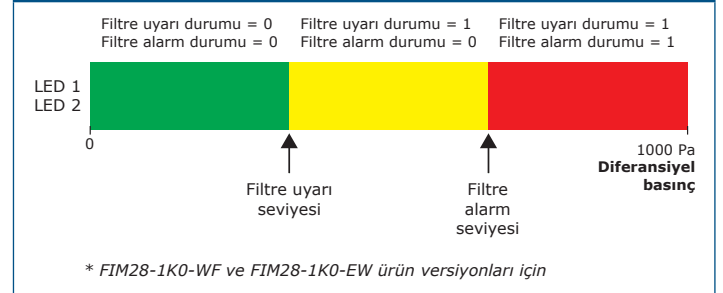 Filtre uyarı durumu = 0
Filtre alarm durumu = 0
Filtre uyarı durumu = 1
Filtre alarm durumu = 0
Filtre uyarı durumu = 1
Filtre alarm durumu = 1
LED 1
LED 2
0
1000 Pa
Diferansiyel
basınç
Filtre uyarı
seviyesi
Filtre
alarm
seviyesi
* FIM28-1K0-WF ve FIM28-1K0-EW ürün versiyonları için